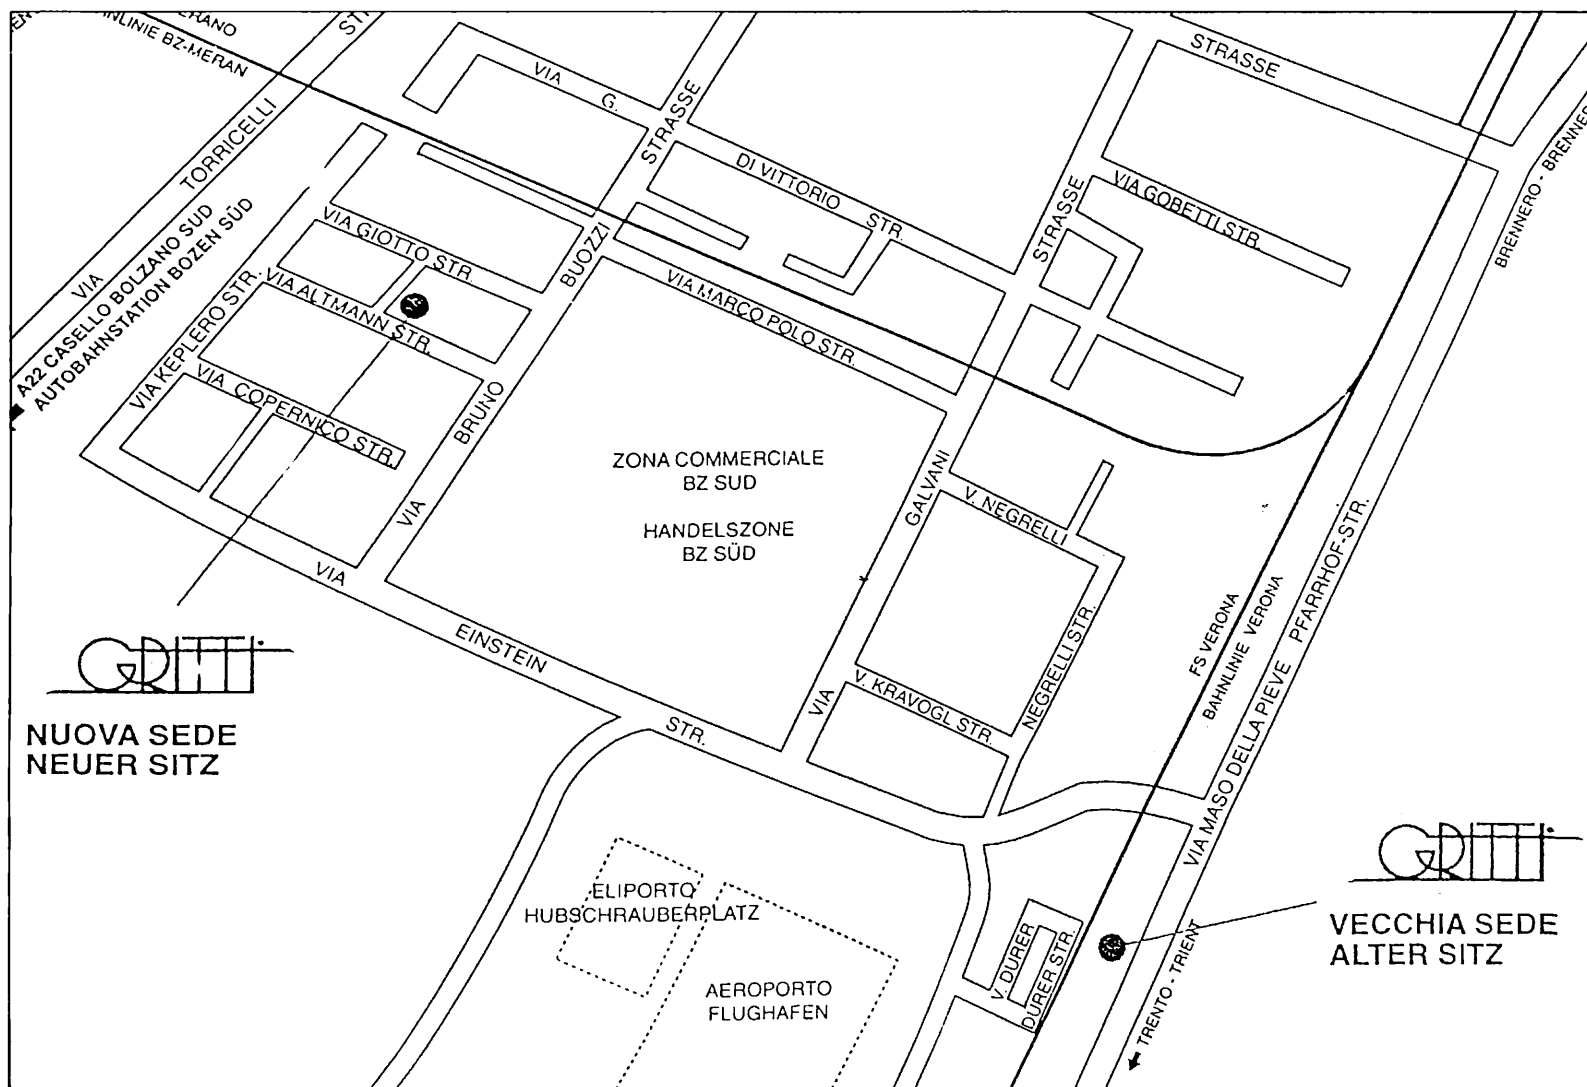 ERANO
NLINIE BZ-MERAN
VIA TORRICELLI
A22 CASELLO BOLZANO SUD
AUTOBAHNSTATION BOZEN SÜD
VIA G. DI VITTORIO STR.
STRASSE
STRASSE
BRENNERO - BRENNER
VIA GOBETTI STR.
VIA GIOTTO STR.
VIA ALTMANN STR.
VIA KEPLERO STR.
VIA COPERNICO STR.
VIA BRUNO BUOZZI STRASSE
VIA MARCO POLO STR.
VIA GALVANI
ZONA COMMERCIALE
BZ SUD
HANDELSZONE
BZ SÜD
V. NEGRELLI
NEGRELLI STR.
V. KRAVOGL STR.
VIA EINSTEIN STR.
FS VERONA
BAHNLINIE VERONA
VIA MASO DELLA PIEVE PFARRHOF-STR.
GRITTI
NUOVA SEDE
NEUER SITZ
GRITTI
VECCHIA SEDE
ALTER SITZ
ELIPORTO
HUBSCHRAUBERPLATZ
AEROPORTO
FLUGHAFEN
V. DURER
DURER STR.
TRENTO - TRIENT